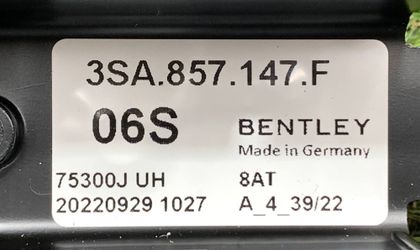 3SA.857.147.F
06S BENTLEY
Made in Germany
75300J UH 8AT
20220929 1027 A_4_39/22